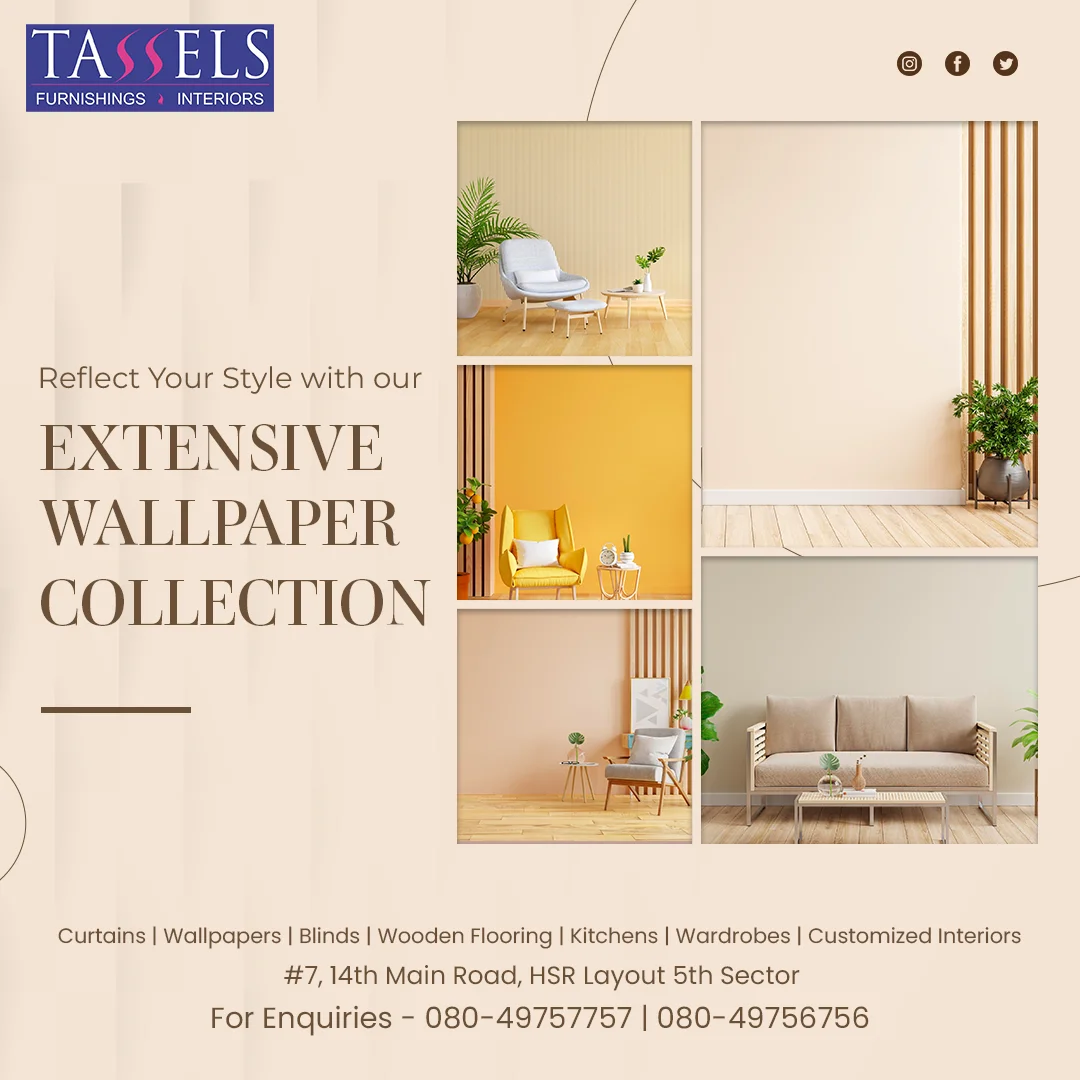 TASSELS
FURNISHINGS INTERIORS
Reflect Your Style with our
EXTENSIVE
WALLPAPER
COLLECTION
Curtains | Wallpapers | Blinds | Wooden Flooring | Kitchens | Wardrobes | Customized Interiors
#7, 14th Main Road, HSR Layout 5th Sector
For Enquiries - 080-49757757 | 080-49756756